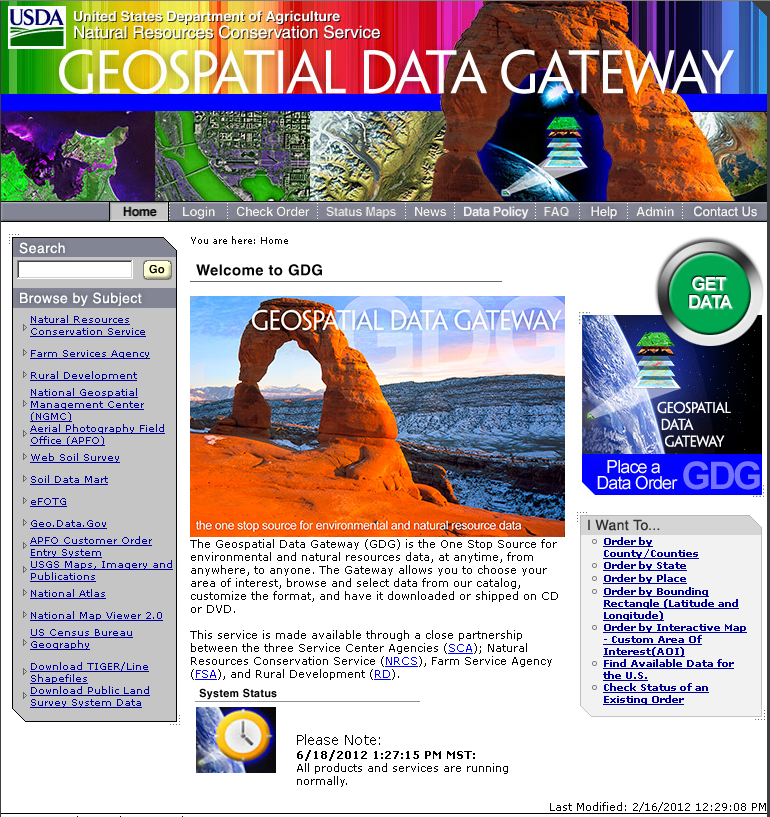 USDA
United States Department of Agriculture
Natural Resources Conservation Service
GEOSPATIAL DATA GATEWAY
Home
Login
Check Order
Status Maps
News
Data Policy
FAQ
Help
Admin
Contact Us
Search
Go
Browse by Subject
Natural Resources
Conservation Service
Farm Services Agency
Rural Development
National Geospatial
Management Center
(NGMC)
Aerial Photography Field
Office (APFO)
Web Soil Survey
Soil Data Mart
eFOTG
Geo.Data.Gov
APFO Customer Order
Entry System
USGS Maps, Imagery and
Publications
National Atlas
National Map Viewer 2.0
US Census Bureau
Geography
Download TIGER/Line
Shapefiles
Download Public Land
Survey System Data
You are here: Home
Welcome to GDG
GDG
GEOSPATIAL DATA GATEWAY
the one stop source for environmental and natural resource data
The Geospatial Data Gateway (GDG) is the One Stop Source for
environmental and natural resources data, at anytime, from
anywhere, to anyone. The Gateway allows you to choose your
area of interest, browse and select data from our catalog,
customize the format, and have it downloaded or shipped on CD
or DVD.
This service is made available through a close partnership
between the three Service Center Agencies (SCA); Natural
Resources Conservation Service (NRCS), Farm Service Agency
(FSA), and Rural Development (RD).
System Status
Please Note:
6/18/2012 1:27:15 PM MST:
All products and services are running
normally.
GET
DATA
GEOSPATIAL
DATA
GATEWAY
Place a
Data Order
GDG
I Want To...
Order by
County/Counties
Order by State
Order by Place
Order by Bounding
Rectangle (Latitude and
Longitude)
Order by Interactive Map
- Custom Area Of
Interest(AOI)
Find Available Data for
the U.S.
Check Status of an
Existing Order
Last Modified: 2/16/2012 12:29:08 PM